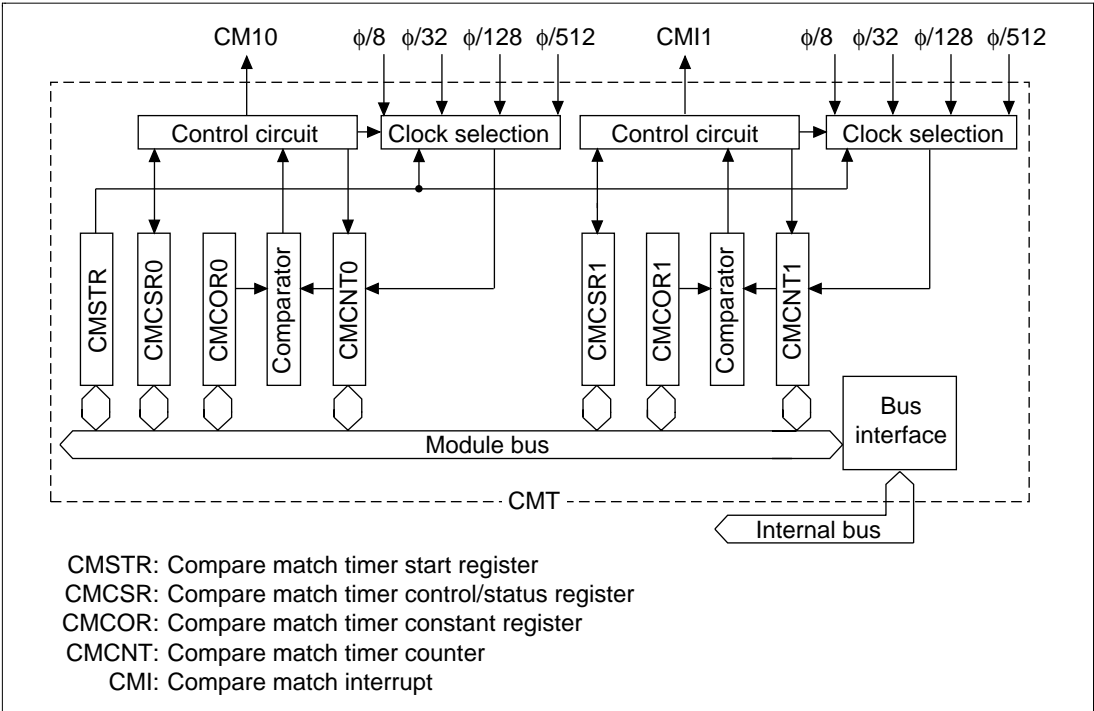 CM10 ϕ/8 ϕ/32 ϕ/128 ϕ/512 CMI1 ϕ/8 ϕ/32 ϕ/128 ϕ/512
Control circuit Clock selection Control circuit Clock selection
CMSTR
CMCSR0
CMCOR0
Comparator
CMCNT0
CMCSR1
CMCOR1
Comparator
CMCNT1
Bus
interface
Module bus
CMT
Internal bus
CMSTR: Compare match timer start register
CMCSR: Compare match timer control/status register
CMCOR: Compare match timer constant register
CMCNT: Compare match timer counter
CMI: Compare match interrupt